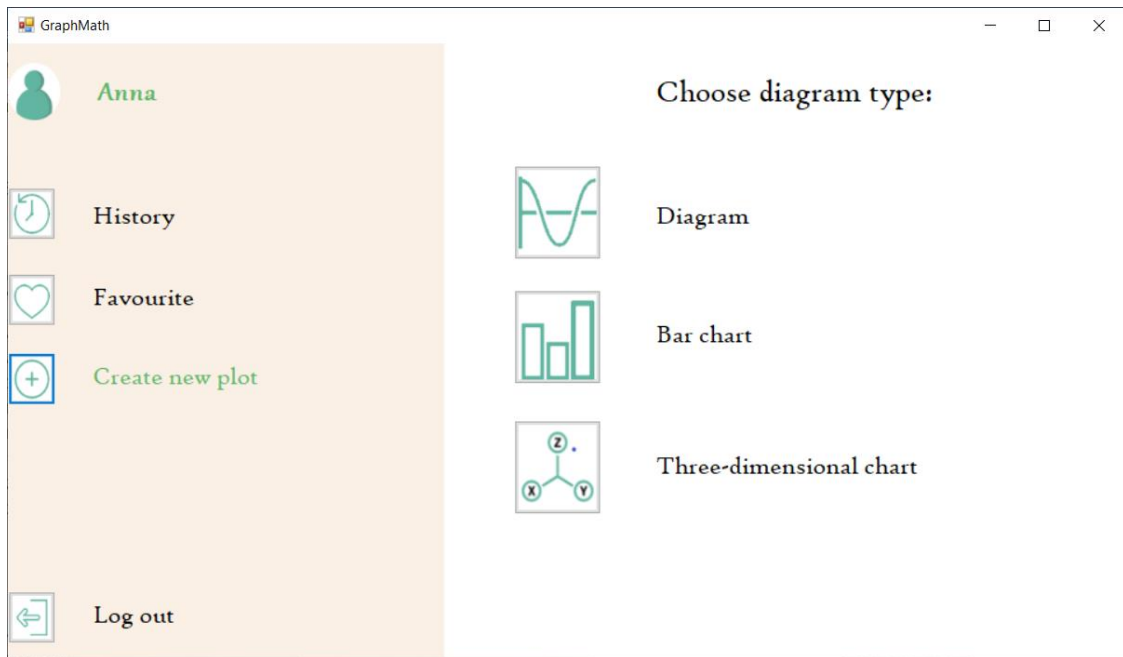 GraphMath
Anna
History
Favourite
Create new plot
Log out
Choose diagram type:
Diagram
Bar chart
Z
X Y
Three-dimensional chart